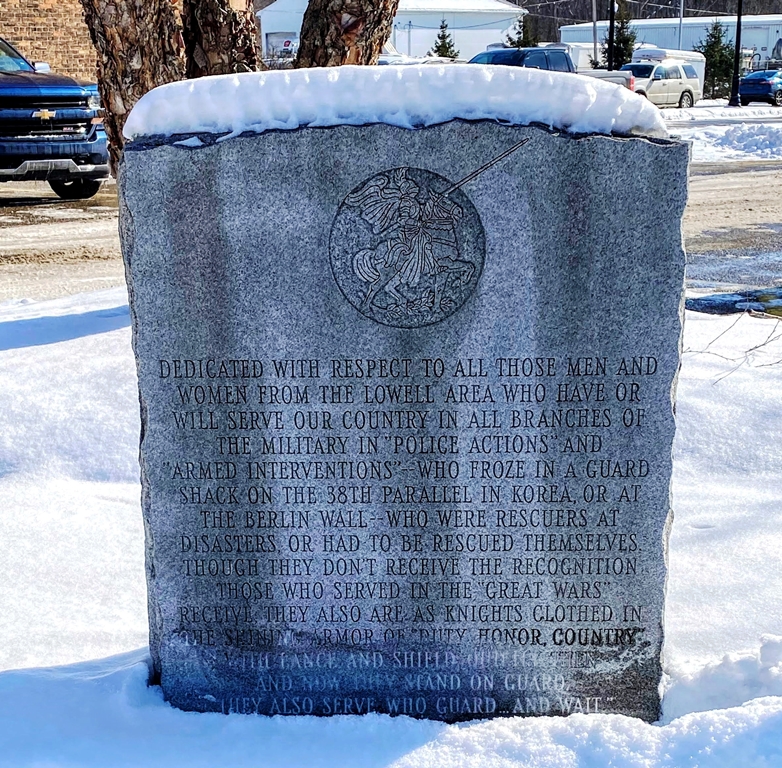 DEDICATED WITH RESPECT TO ALL THOSE MEN AND
WOMEN FROM THE LOWELL AREA WHO HAVE OR
WILL SERVE OUR COUNTRY IN ALL BRANCHES OF
THE MILITARY IN "POLICE ACTIONS" AND
"ARMED INTERVENTIONS"--WHO FROZE IN A GUARD
SHACK ON THE 38TH PARALLEL IN KOREA, OR AT
THE BERLIN WALL--WHO WERE RESCUERS AT
DISASTERS, OR HAD TO BE RESCUED THEMSELVES.
THOUGH THEY DON'T RECEIVE THE RECOGNITION
THOSE WHO SERVED IN THE "GREAT WARS"
RECEIVE, THEY ALSO ARE AS KNIGHTS CLOTHED IN
THE SHINING ARMOR OF "DUTY, HONOR, COUNTRY".
WITH LANCE AND SHIELD THEN
AND NOW THEY STAND ON GUARD.
"THEY ALSO SERVE WHO GUARD...AND WAIT."